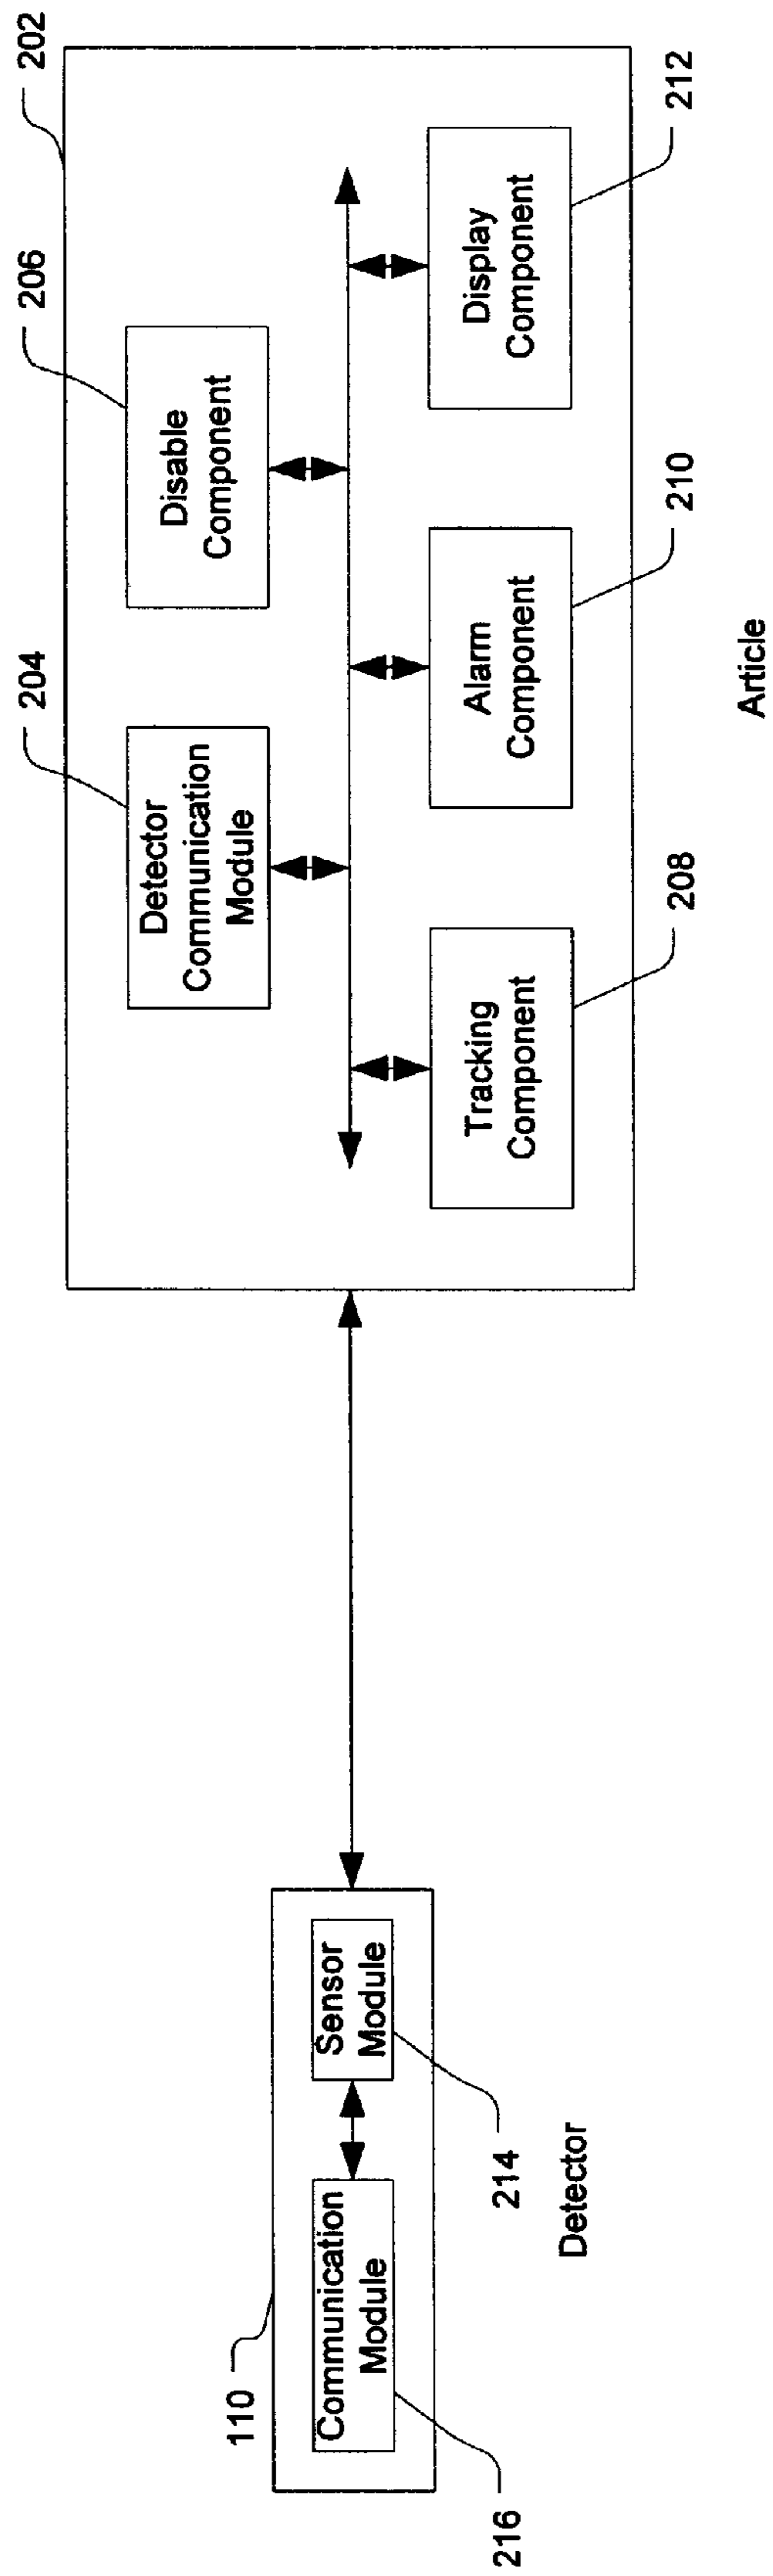 202
206
204
Disable
Component
Detector
Communication
Module
Tracking
Component
Alarm
Component
Display
Component
208
210
212
Article
110
Communication
Module
Sensor
Module
216
214
Detector